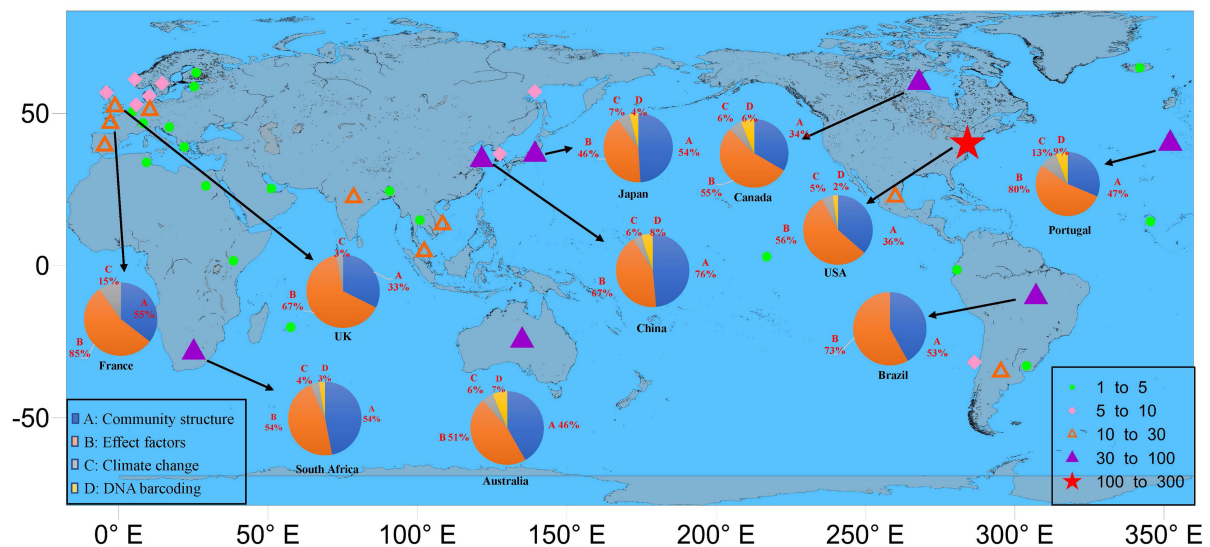 50
0
-50
0° E
50° E
100° E
150° E
200° E
250° E
300° E
350° E
C
7%
D
4%
B
46%
A
54%
Japan
C
6%
D
6%
A
34%
B
55%
Canada
C
5%
D
2%
B
56%
A
36%
USA
C
13%
D
9%
B
80%
A
47%
Portugal
C
6%
D
8%
B
67%
A
76%
China
C
3%
A
33%
B
67%
UK
C
15%
A
55%
B
85%
France
B
73%
A
53%
Brazil
C
4%
D
3%
B
54%
A
54%
South Africa
C
6%
D
7%
B 51%
A 46%
Australia
A: Community structure
B: Effect factors
C: Climate change
D: DNA barcoding
1 to 5
5 to 10
10 to 30
30 to 100
100 to 300